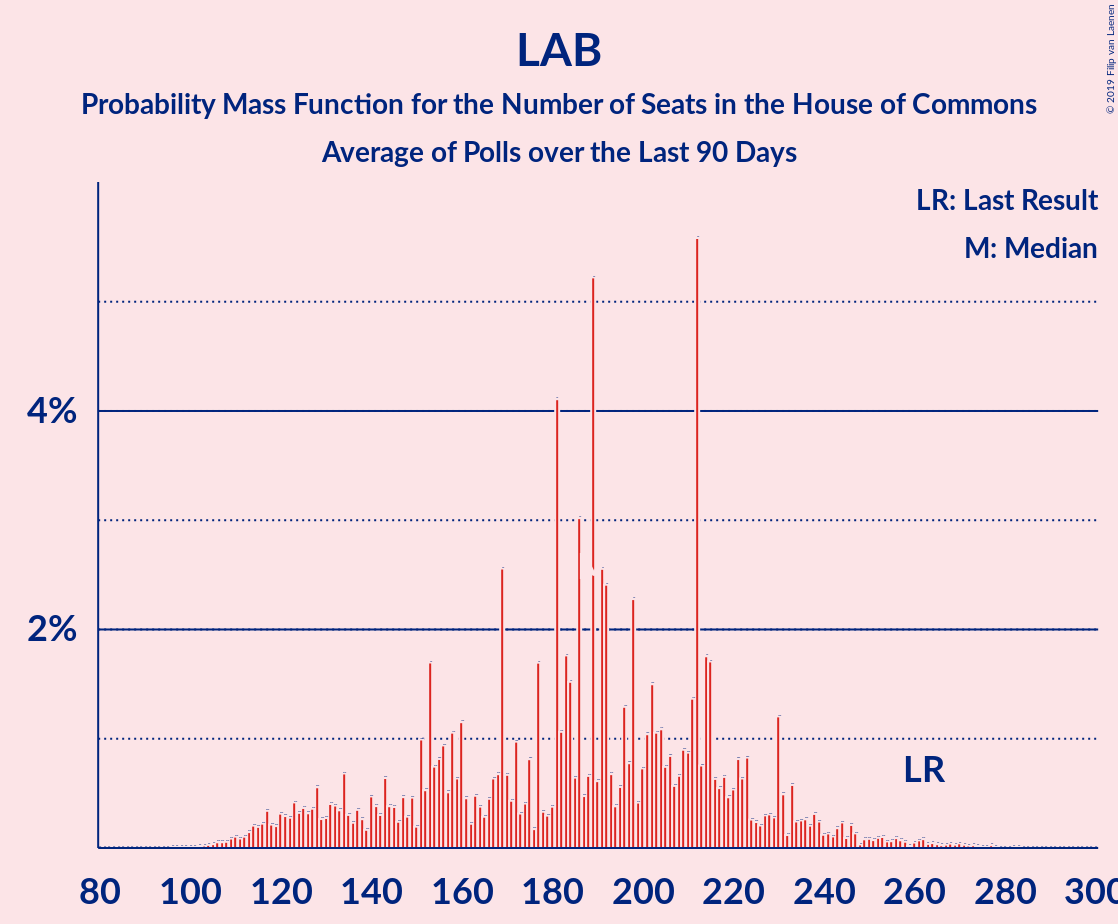 LAB
Probability Mass Function for the Number of Seats in the House of Commons
Average of Polls over the Last 90 Days
© 2019 Filip van Laenen
LR: Last Result
M: Median
4%
2%
LR
80 100 120 140 160 180 200 220 240 260 280 300